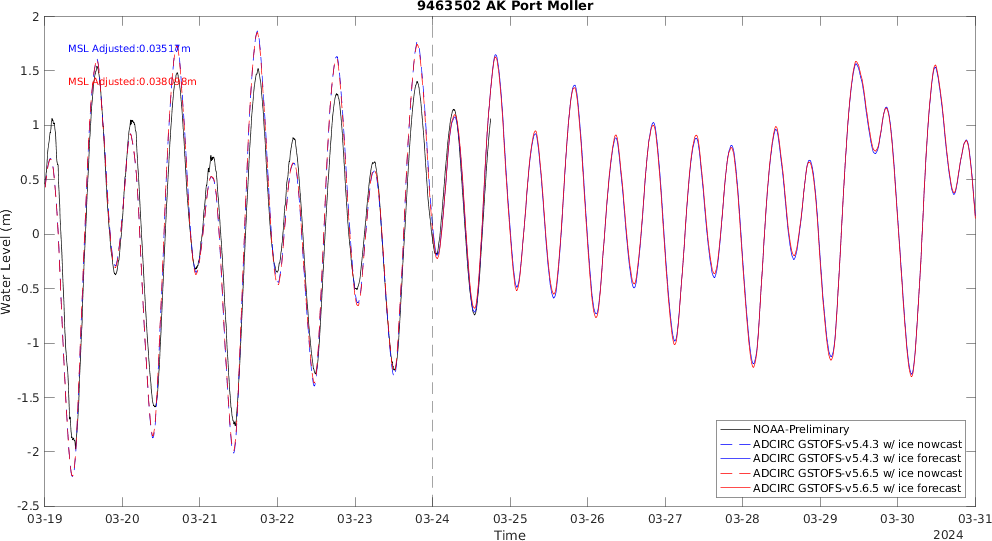 9463502 AK Port Moller
MSL Adjusted:0.03517m
MSL Adjusted:0.038098m
Water Level (m)
2
1.5
1
0.5
0
-0.5
-1
-1.5
-2
-2.5
NOAA-Preliminary
ADCIRC GSTOFS-v5.4.3 w/ ice nowcast
ADCIRC GSTOFS-v5.4.3 w/ ice forecast
ADCIRC GSTOFS-v5.6.5 w/ ice nowcast
ADCIRC GSTOFS-v5.6.5 w/ ice forecast
03-19 03-20 03-21 03-22 03-23 03-24 03-25 03-26 03-27 03-28 03-29 03-30 03-31
Time
2024